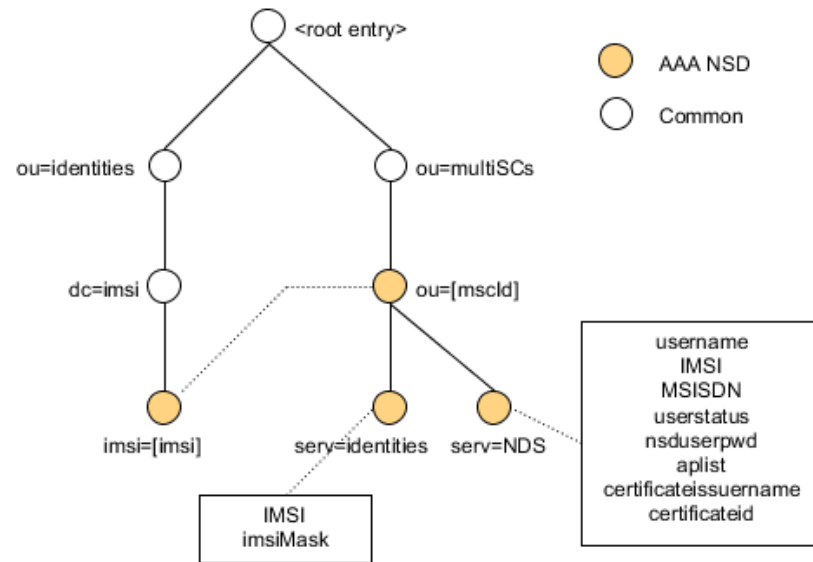 <root entry>
AAA NSD
Common
ou=identities
ou=multiSCs
dc=imsi
ou=[mscId]
imsi=[imsi]
serv=identities
serv=NDS
username
IMSI
MSISDN
userstatus
nsduserpwd
aplist
certificateissuername
certificateid
IMSI
imsiMask